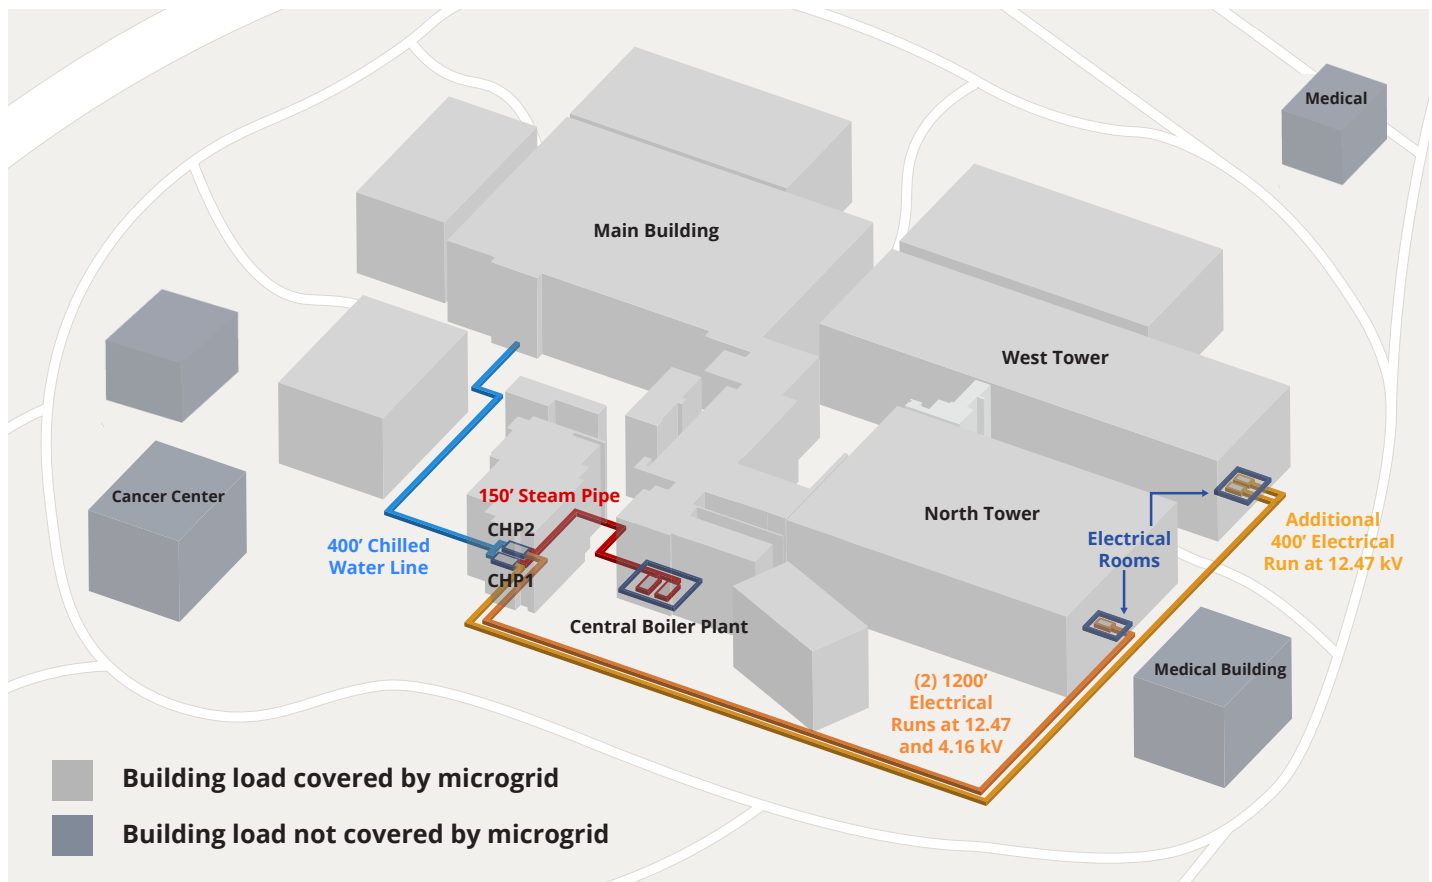 Medical
Main Building
West Tower
Cancer Center
150’ Steam Pipe
North Tower
CHP2
400’ Chilled
Water Line
CHP1
Electrical
Rooms
Additional
400’ Electrical
Run at 12.47 kV
Central Boiler Plant
Medical Building
(2) 1200’
Electrical
Runs at 12.47
and 4.16 kV
Building load covered by microgrid
Building load not covered by microgrid